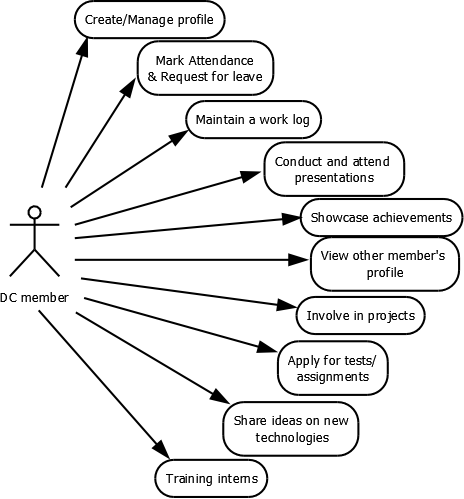 Create/Manage profile
Mark Attendance
& Request for leave
Maintain a work log
Conduct and attend
presentations
Showcase achievements
View other member's
profile
DC member
Involve in projects
Apply for tests/
assignments
Share ideas on new
technologies
Training interns